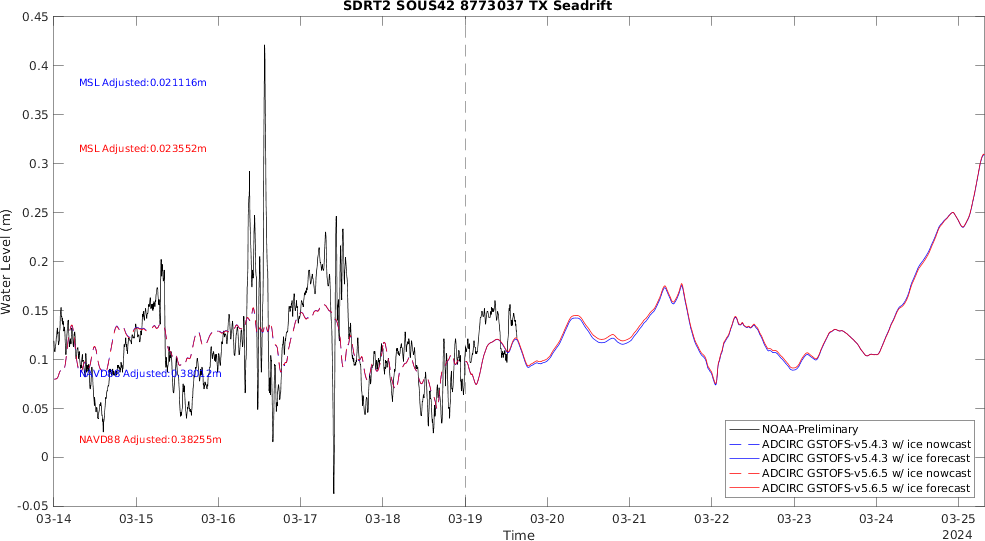 SDRT2 SOUS42 8773037 TX Seadrift
0.45
0.4
0.35
0.3
0.25
0.2
0.15
0.1
0.05
0
-0.05
Water Level (m)
MSL Adjusted:0.021116m
MSL Adjusted:0.023552m
NAVD88 Adjusted:0.38012m
NAVD88 Adjusted:0.38255m
NOAA-Preliminary
ADCIRC GSTOFS-v5.4.3 w/ ice nowcast
ADCIRC GSTOFS-v5.4.3 w/ ice forecast
ADCIRC GSTOFS-v5.6.5 w/ ice nowcast
ADCIRC GSTOFS-v5.6.5 w/ ice forecast
03-14 03-15 03-16 03-17 03-18 03-19 03-20 03-21 03-22 03-23 03-24 03-25
Time
2024